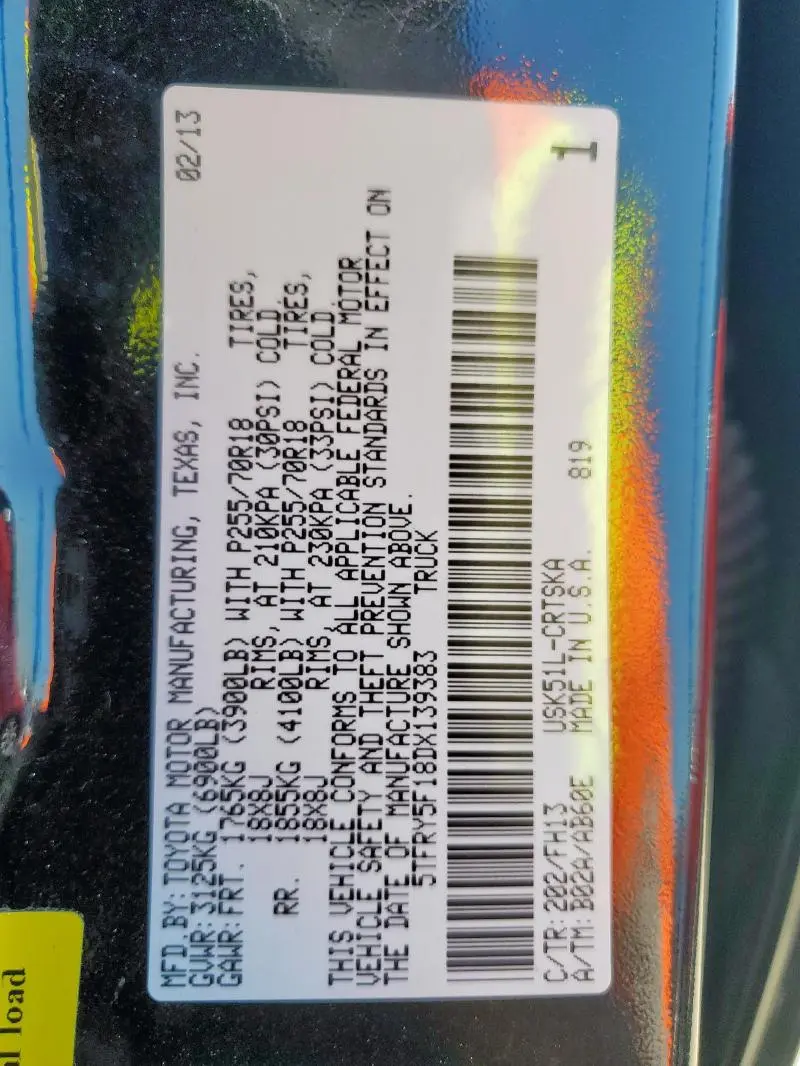 MFD.BY:TOYOTA MOTOR MANUFACTURING, TEXAS, INC. 02/13
GVWR:3125KG(6900LB)
GAWR:FRT. 1765KG (3900LB) WITH P255/70R18 TIRES,
18X8J RIMS, AT 210KPA (30PSI) COLD
RR. 1855KG (4100LB) WITH P255/70R18 TIRES,
18X8J RIMS, AT 230KPA (33PSI) COLD.
THIS VEHICLE CONFORMS TO ALL APPLICABLE FEDERAL MOTOR
VEHICLE SAFETY AND THEFT PREVENTION STANDARDS IN EFFECT ON
THE DATE OF MANUFACTURE SHOWN ABOVE.
5TFRY5F18DX139383 TRUCK
C/TR:202/FH13 USK51L-CRTSKA
A/TM:B02A/AB60E MADE IN U.S.A. 819
1
load